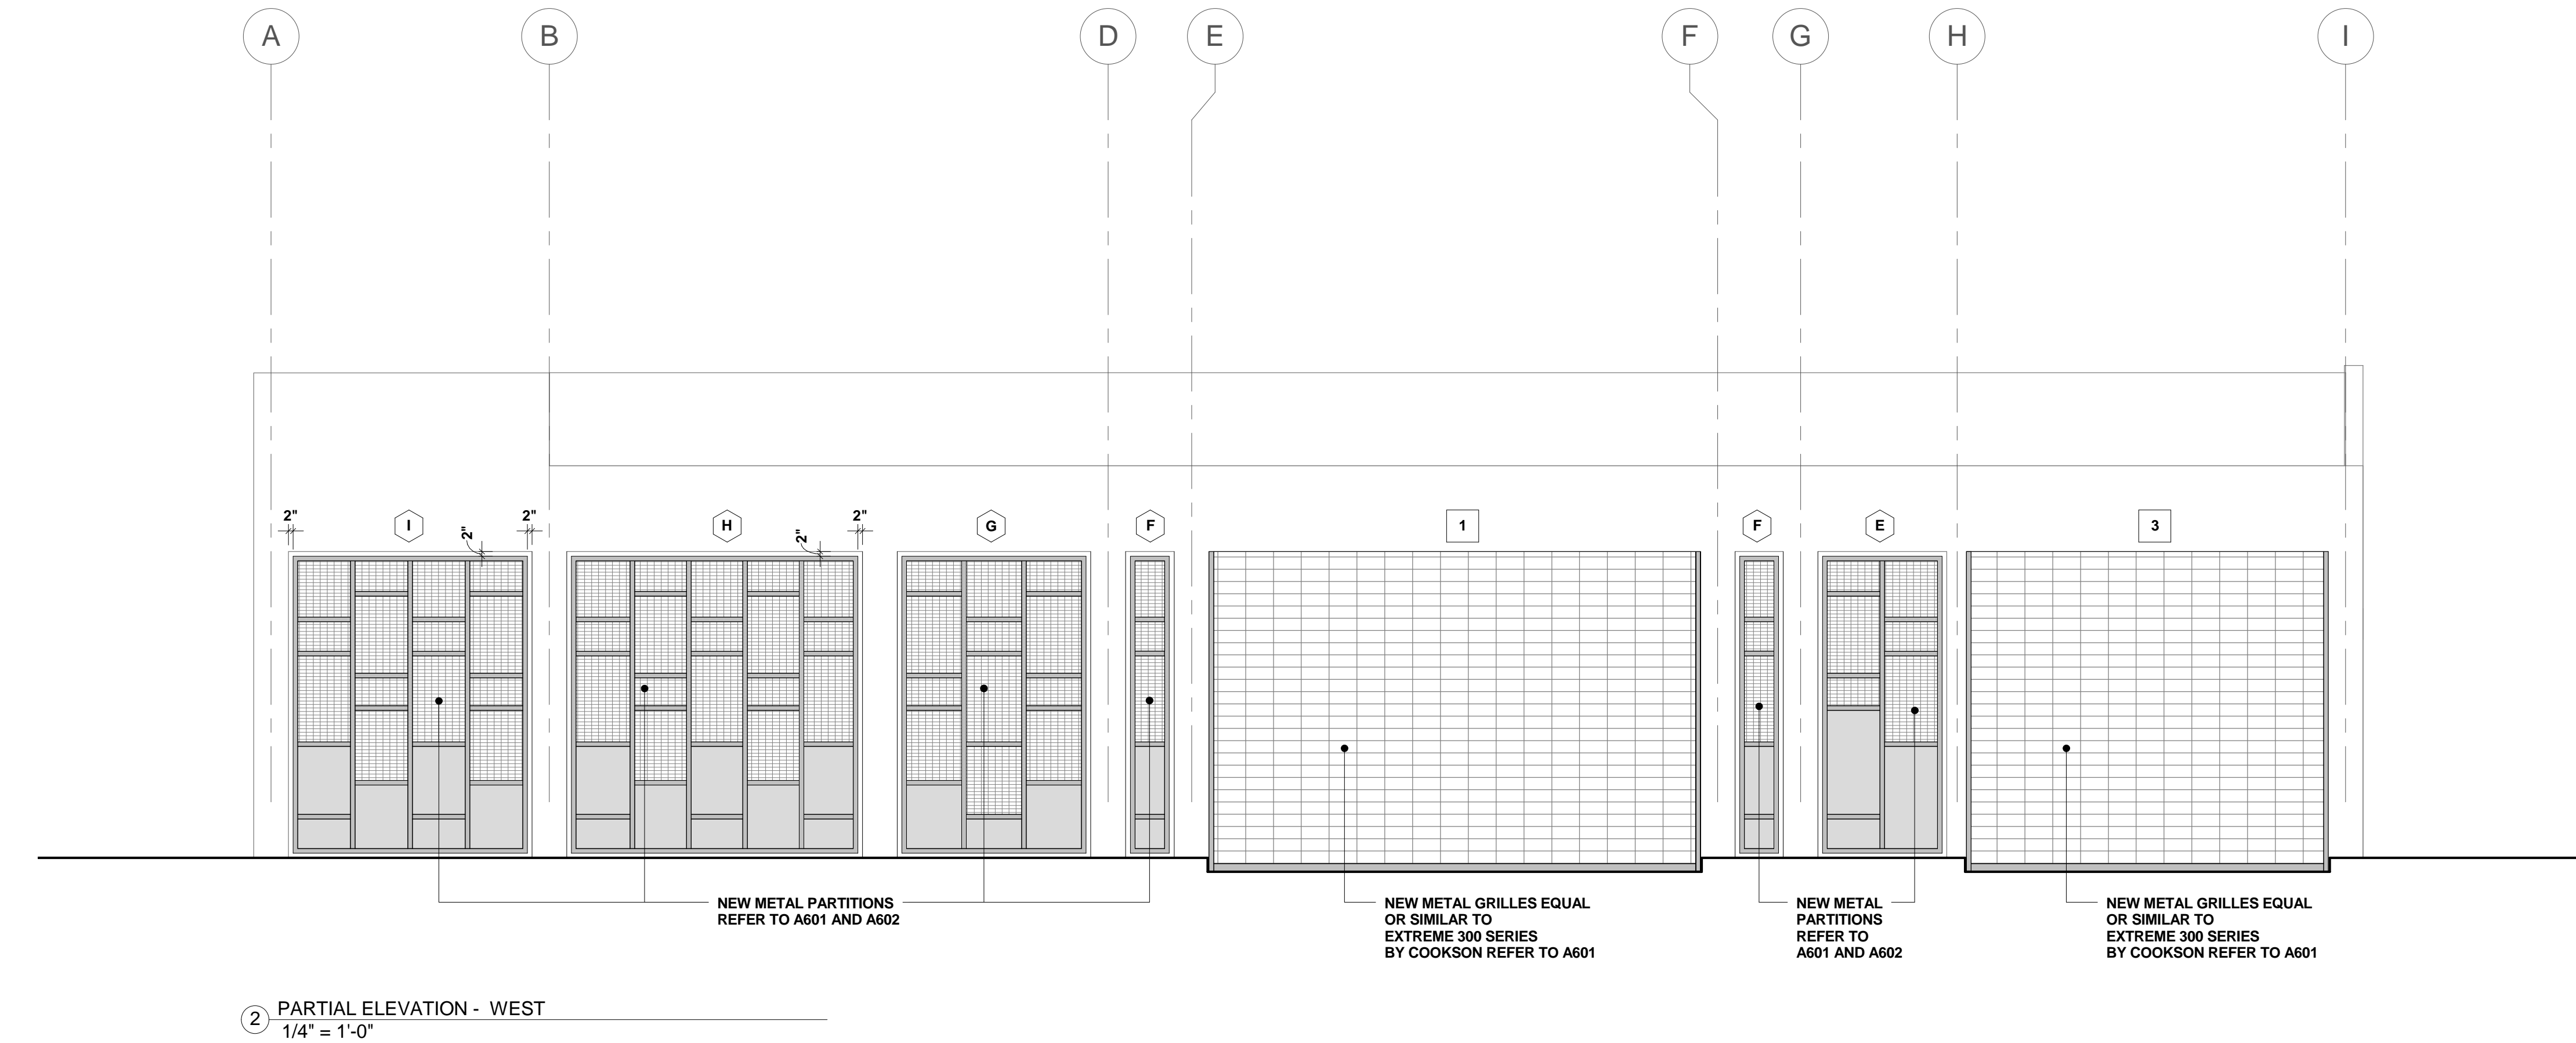 A
B
D
E
F
G
H
I
2"
I
2"
2"
H
2"
2"
G
F
1
F
E
3
NEW METAL PARTITIONS
REFER TO A601 AND A602
NEW METAL GRILLES EQUAL
OR SIMILAR TO
EXTREME 300 SERIES
BY COOKSON REFER TO A601
NEW METAL
PARTITIONS
REFER TO
A601 AND A602
NEW METAL GRILLES EQUAL
OR SIMILAR TO
EXTREME 300 SERIES
BY COOKSON REFER TO A601
2
PARTIAL ELEVATION - WEST
1/4" = 1'-0"